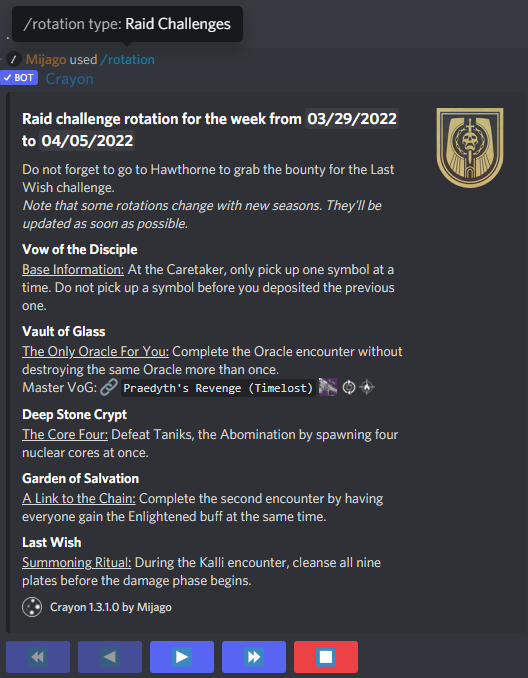 /rotation type: Raid Challenges
/ Mijago used /rotation
✓ BOT Crayon
Raid challenge rotation for the week from 03/29/2022
to 04/05/2022
Do not forget to go to Hawthorne to grab the bounty for the Last
Wish challenge.
Note that some rotations change with new seasons. They'll be
updated as soon as possible.
Vow of the Disciple
Base Information: At the Caretaker, only pick up one symbol at a
time. Do not pick up a symbol before you deposited the previous
one.
Vault of Glass
The Only Oracle For You: Complete the Oracle encounter without
destroying the same Oracle more than once.
Master VoG: Praedyth's Revenge (Timelost)
Deep Stone Crypt
The Core Four: Defeat Taniks, the Abomination by spawning four
nuclear cores at once.
Garden of Salvation
A Link to the Chain: Complete the second encounter by having
everyone gain the Enlightened buff at the same time.
Last Wish
Summoning Ritual: During the Kalli encounter, cleanse all nine
plates before the damage phase begins.
Crayon 1.3.1.0 by Mijago